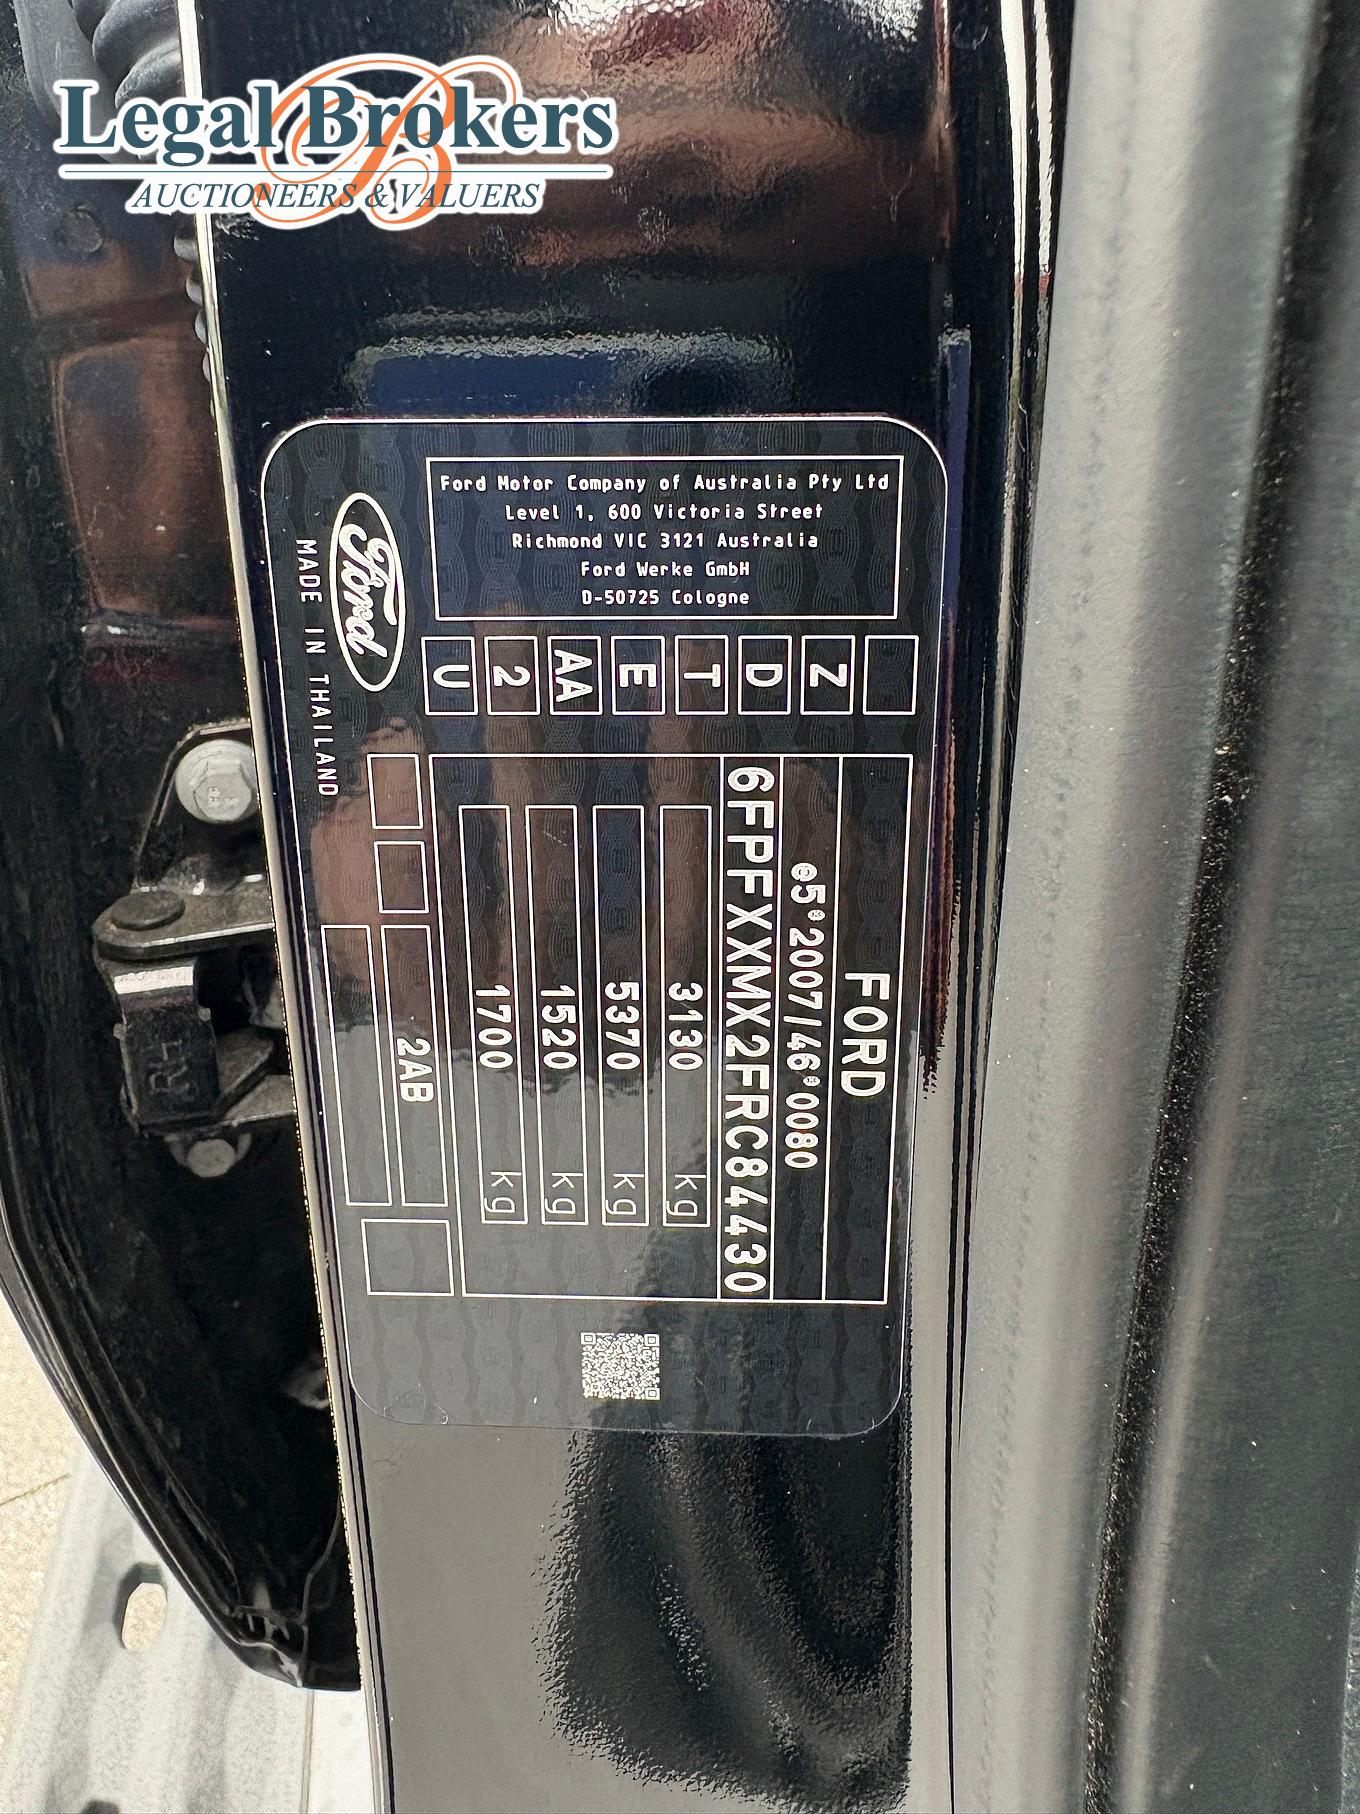 Legal Brokers
AUCTIONEERS & VALUERS
Ford Motor Company of Australia Pty Ltd
Level 1, 600 Victoria Street
Richmond VIC 3121 Australia
Ford Werke GmbH
D-50725 Cologne
Ford
MADE IN THAILAND
Z
D
T
E
AA
2
U
FORD
e5*2007/46*0080
6FPFXXMX2FRC84430
3130 kg
5370 kg
1520 kg
1700 kg
2AB